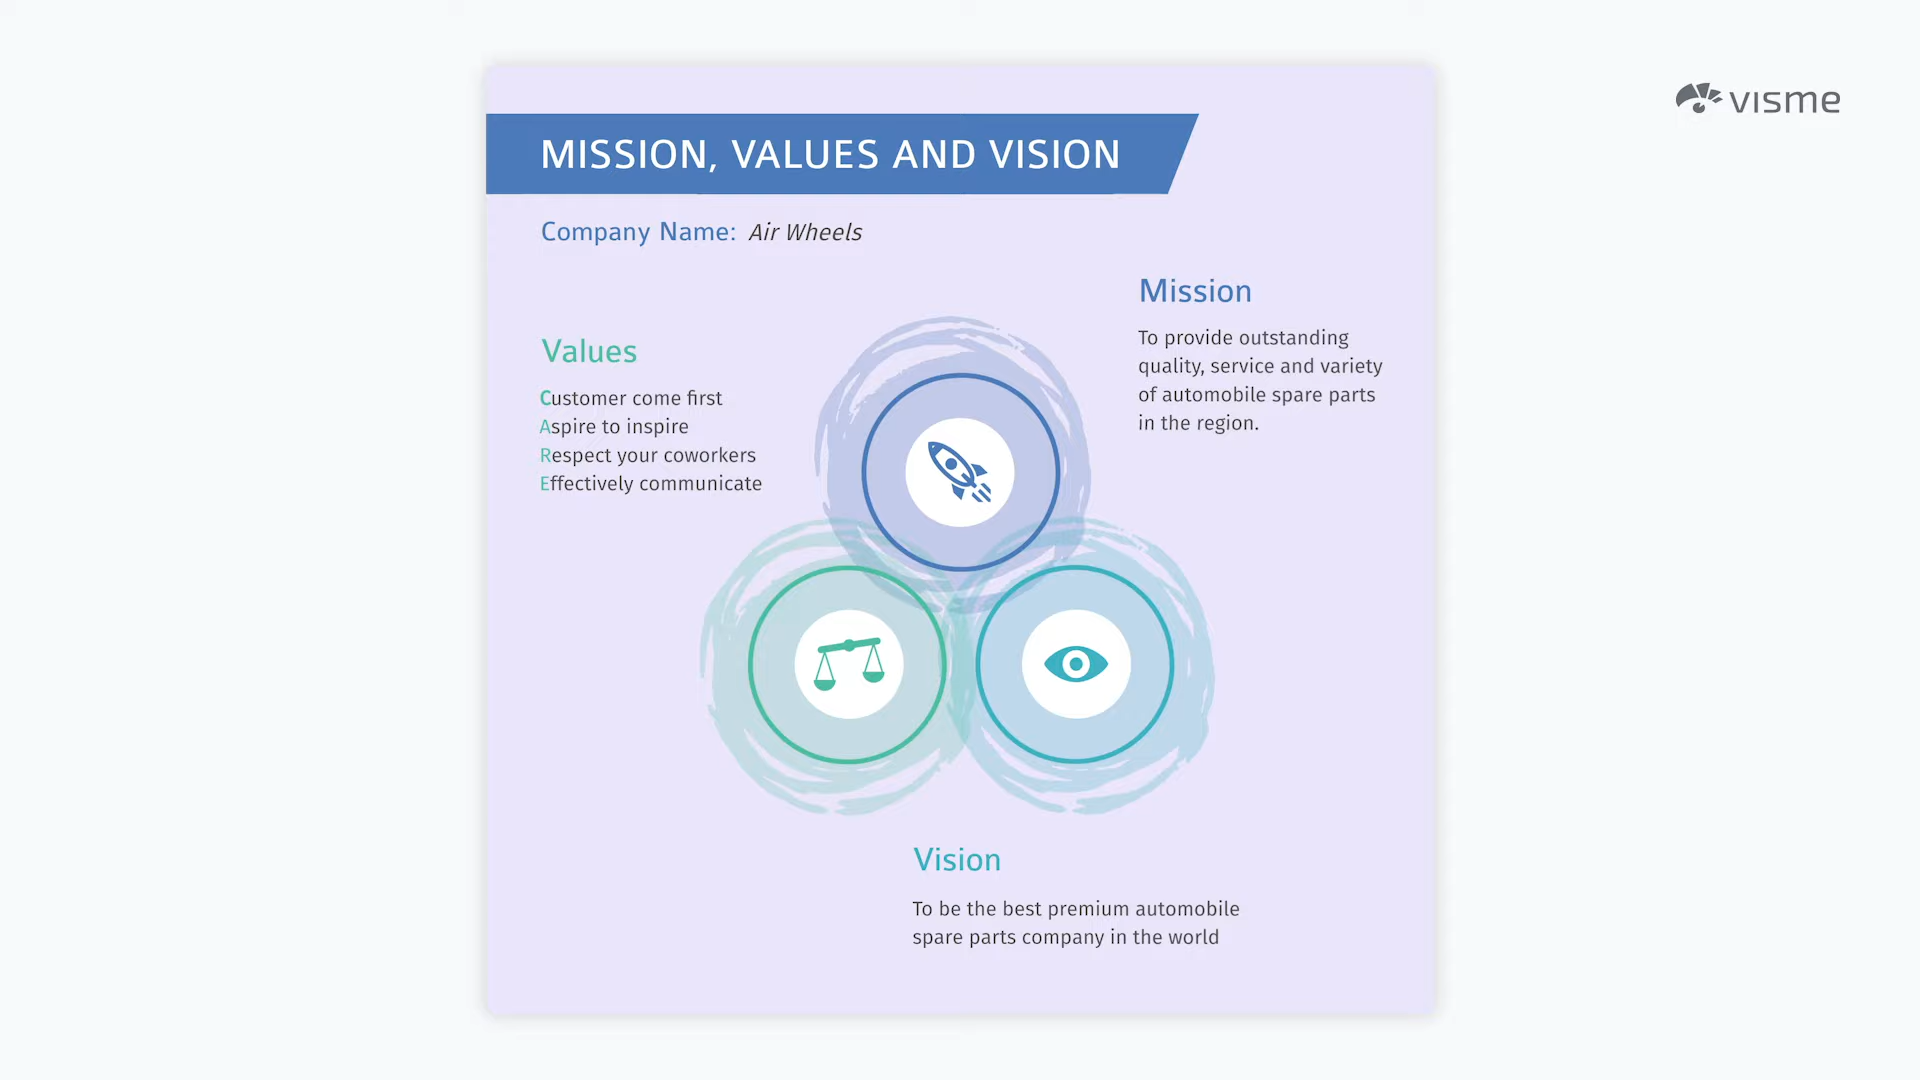 visme
MISSION, VALUES AND VISION
Company Name: Air Wheels
Mission
To provide outstanding
quality, service and variety
of automobile spare parts
in the region.
Values
Customer come first
Aspire to inspire
Respect your coworkers
Effectively communicate
Vision
To be the best premium automobile
spare parts company in the world